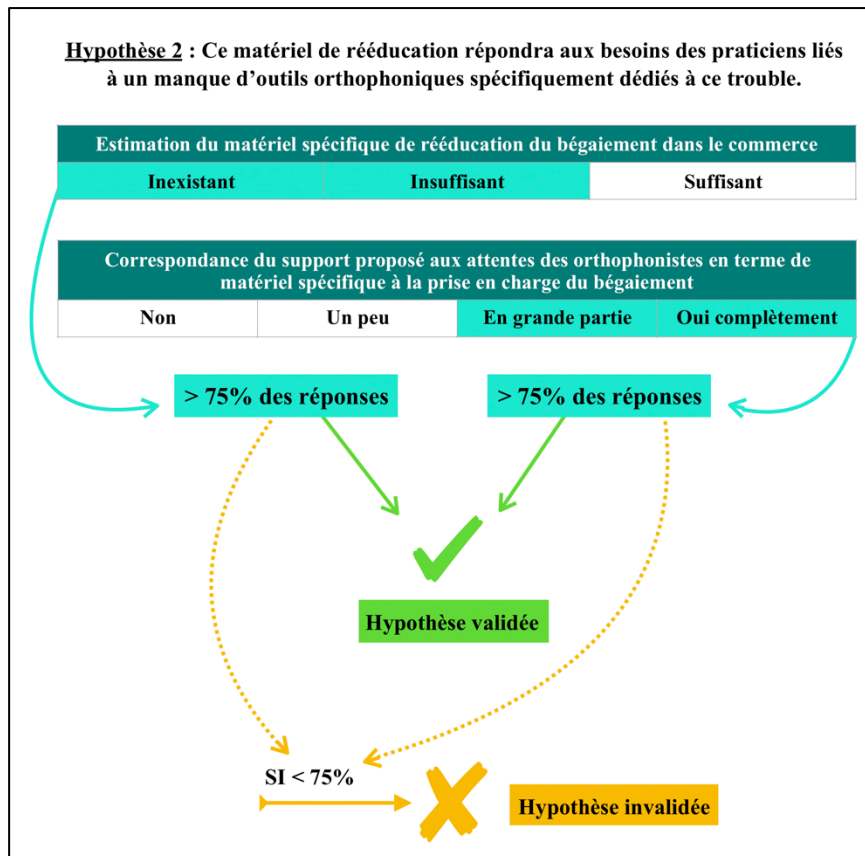 Hypothèse 2 : Ce matériel de rééducation répondra aux besoins des praticiens liés
à un manque d’outils orthophoniques spécifiquement dédiés à ce trouble.
Estimation du matériel spécifique de rééducation du bégaiement dans le commerce
Inexistant Insuffisant Suffisant
Correspondance du support proposé aux attentes des orthophonistes en terme de
matériel spécifique à la prise en charge du bégaiement
Non Un peu En grande partie Oui complètement
> 75% des réponses > 75% des réponses
Hypothèse validée
SI < 75%
Hypothèse invalidée